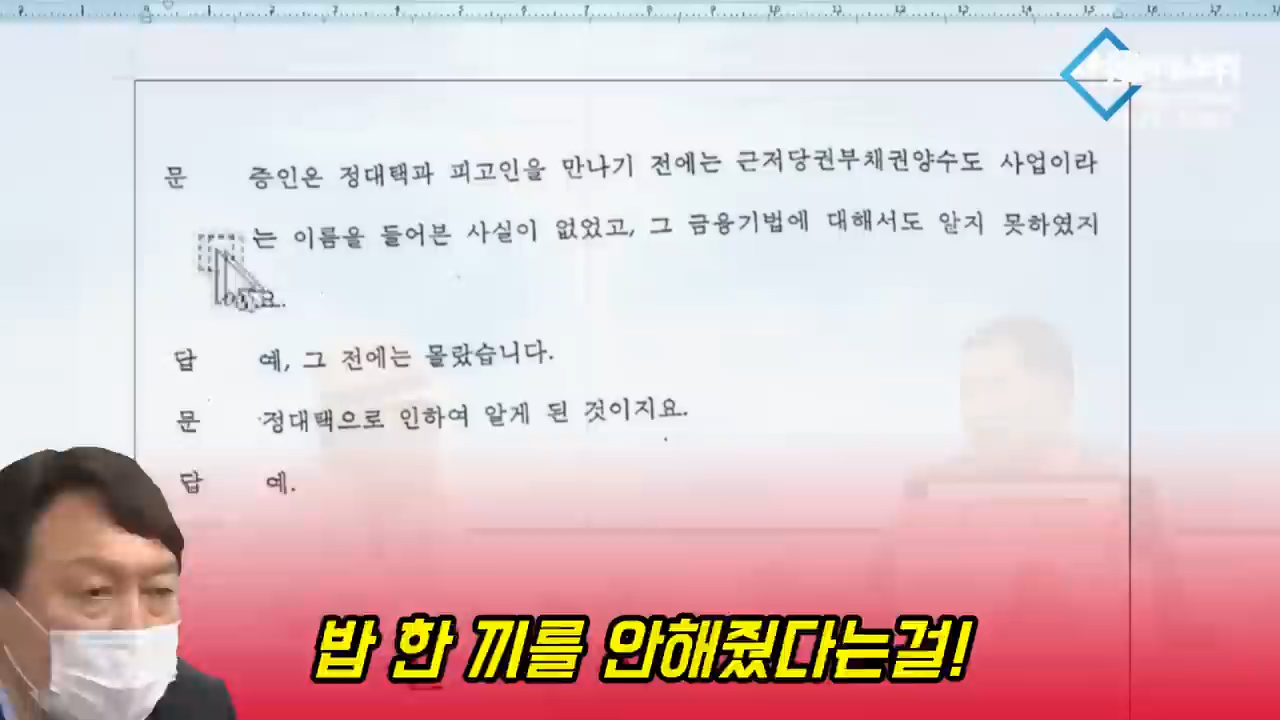 문 증인은 정대택과 피고인을 만나기 전에는 근저당권부채권양수도 사업이라
는 이름을 들어본 사실이 없었고, 그 금융기법에 대해서도 알지 못하였지
요.
답 예, 그 전에는 몰랐습니다.
문 정대택으로 인하여 알게 된 것이지요.
답 예.
밥 한 끼를 안해줬다는걸!